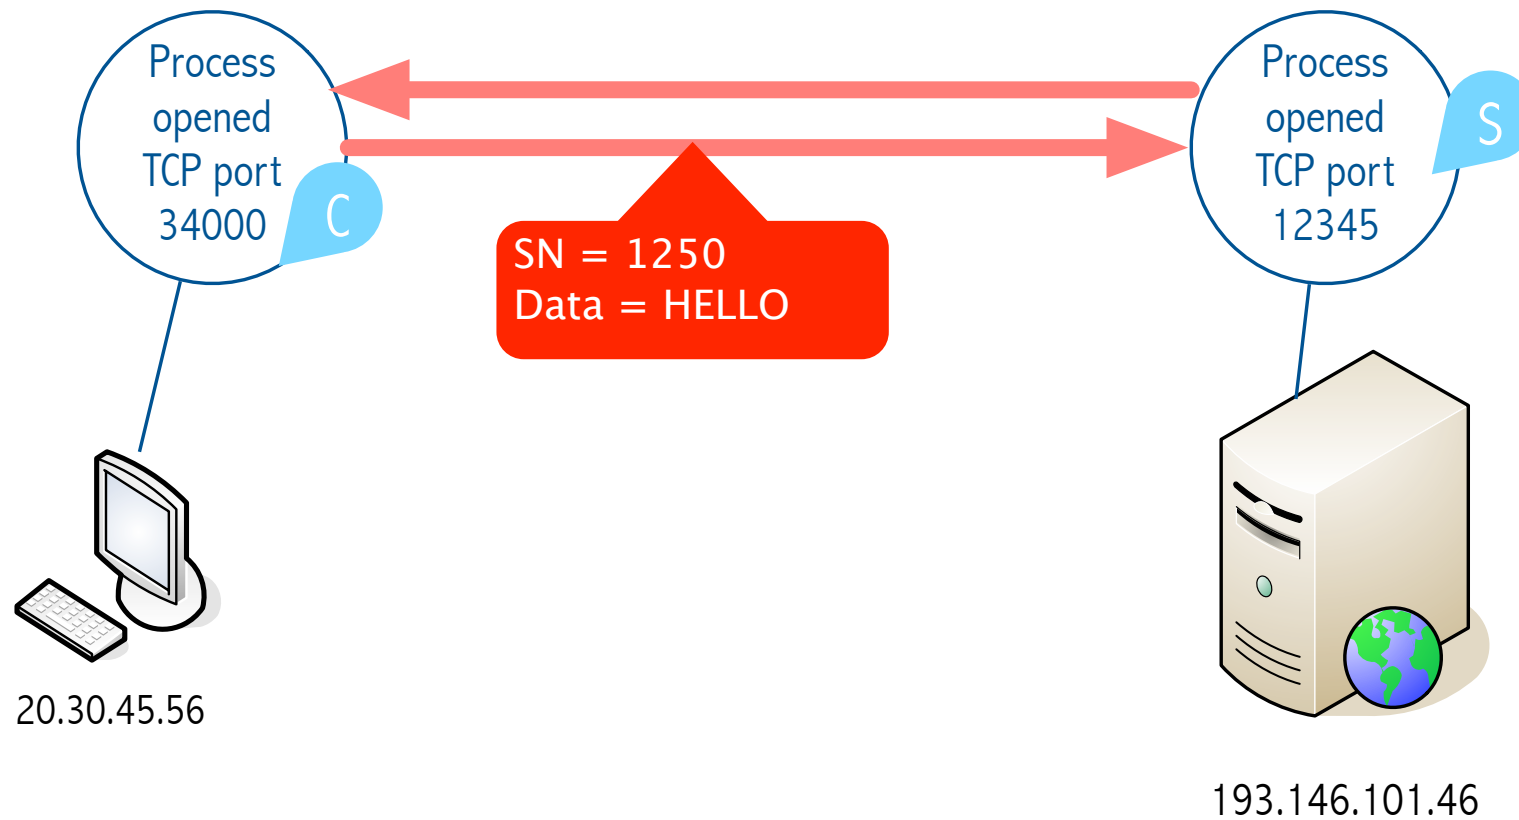 Process
opened
TCP port
34000
C
Process
opened
TCP port
12345
S
SN = 1250
Data = HELLO
20.30.45.56
193.146.101.46